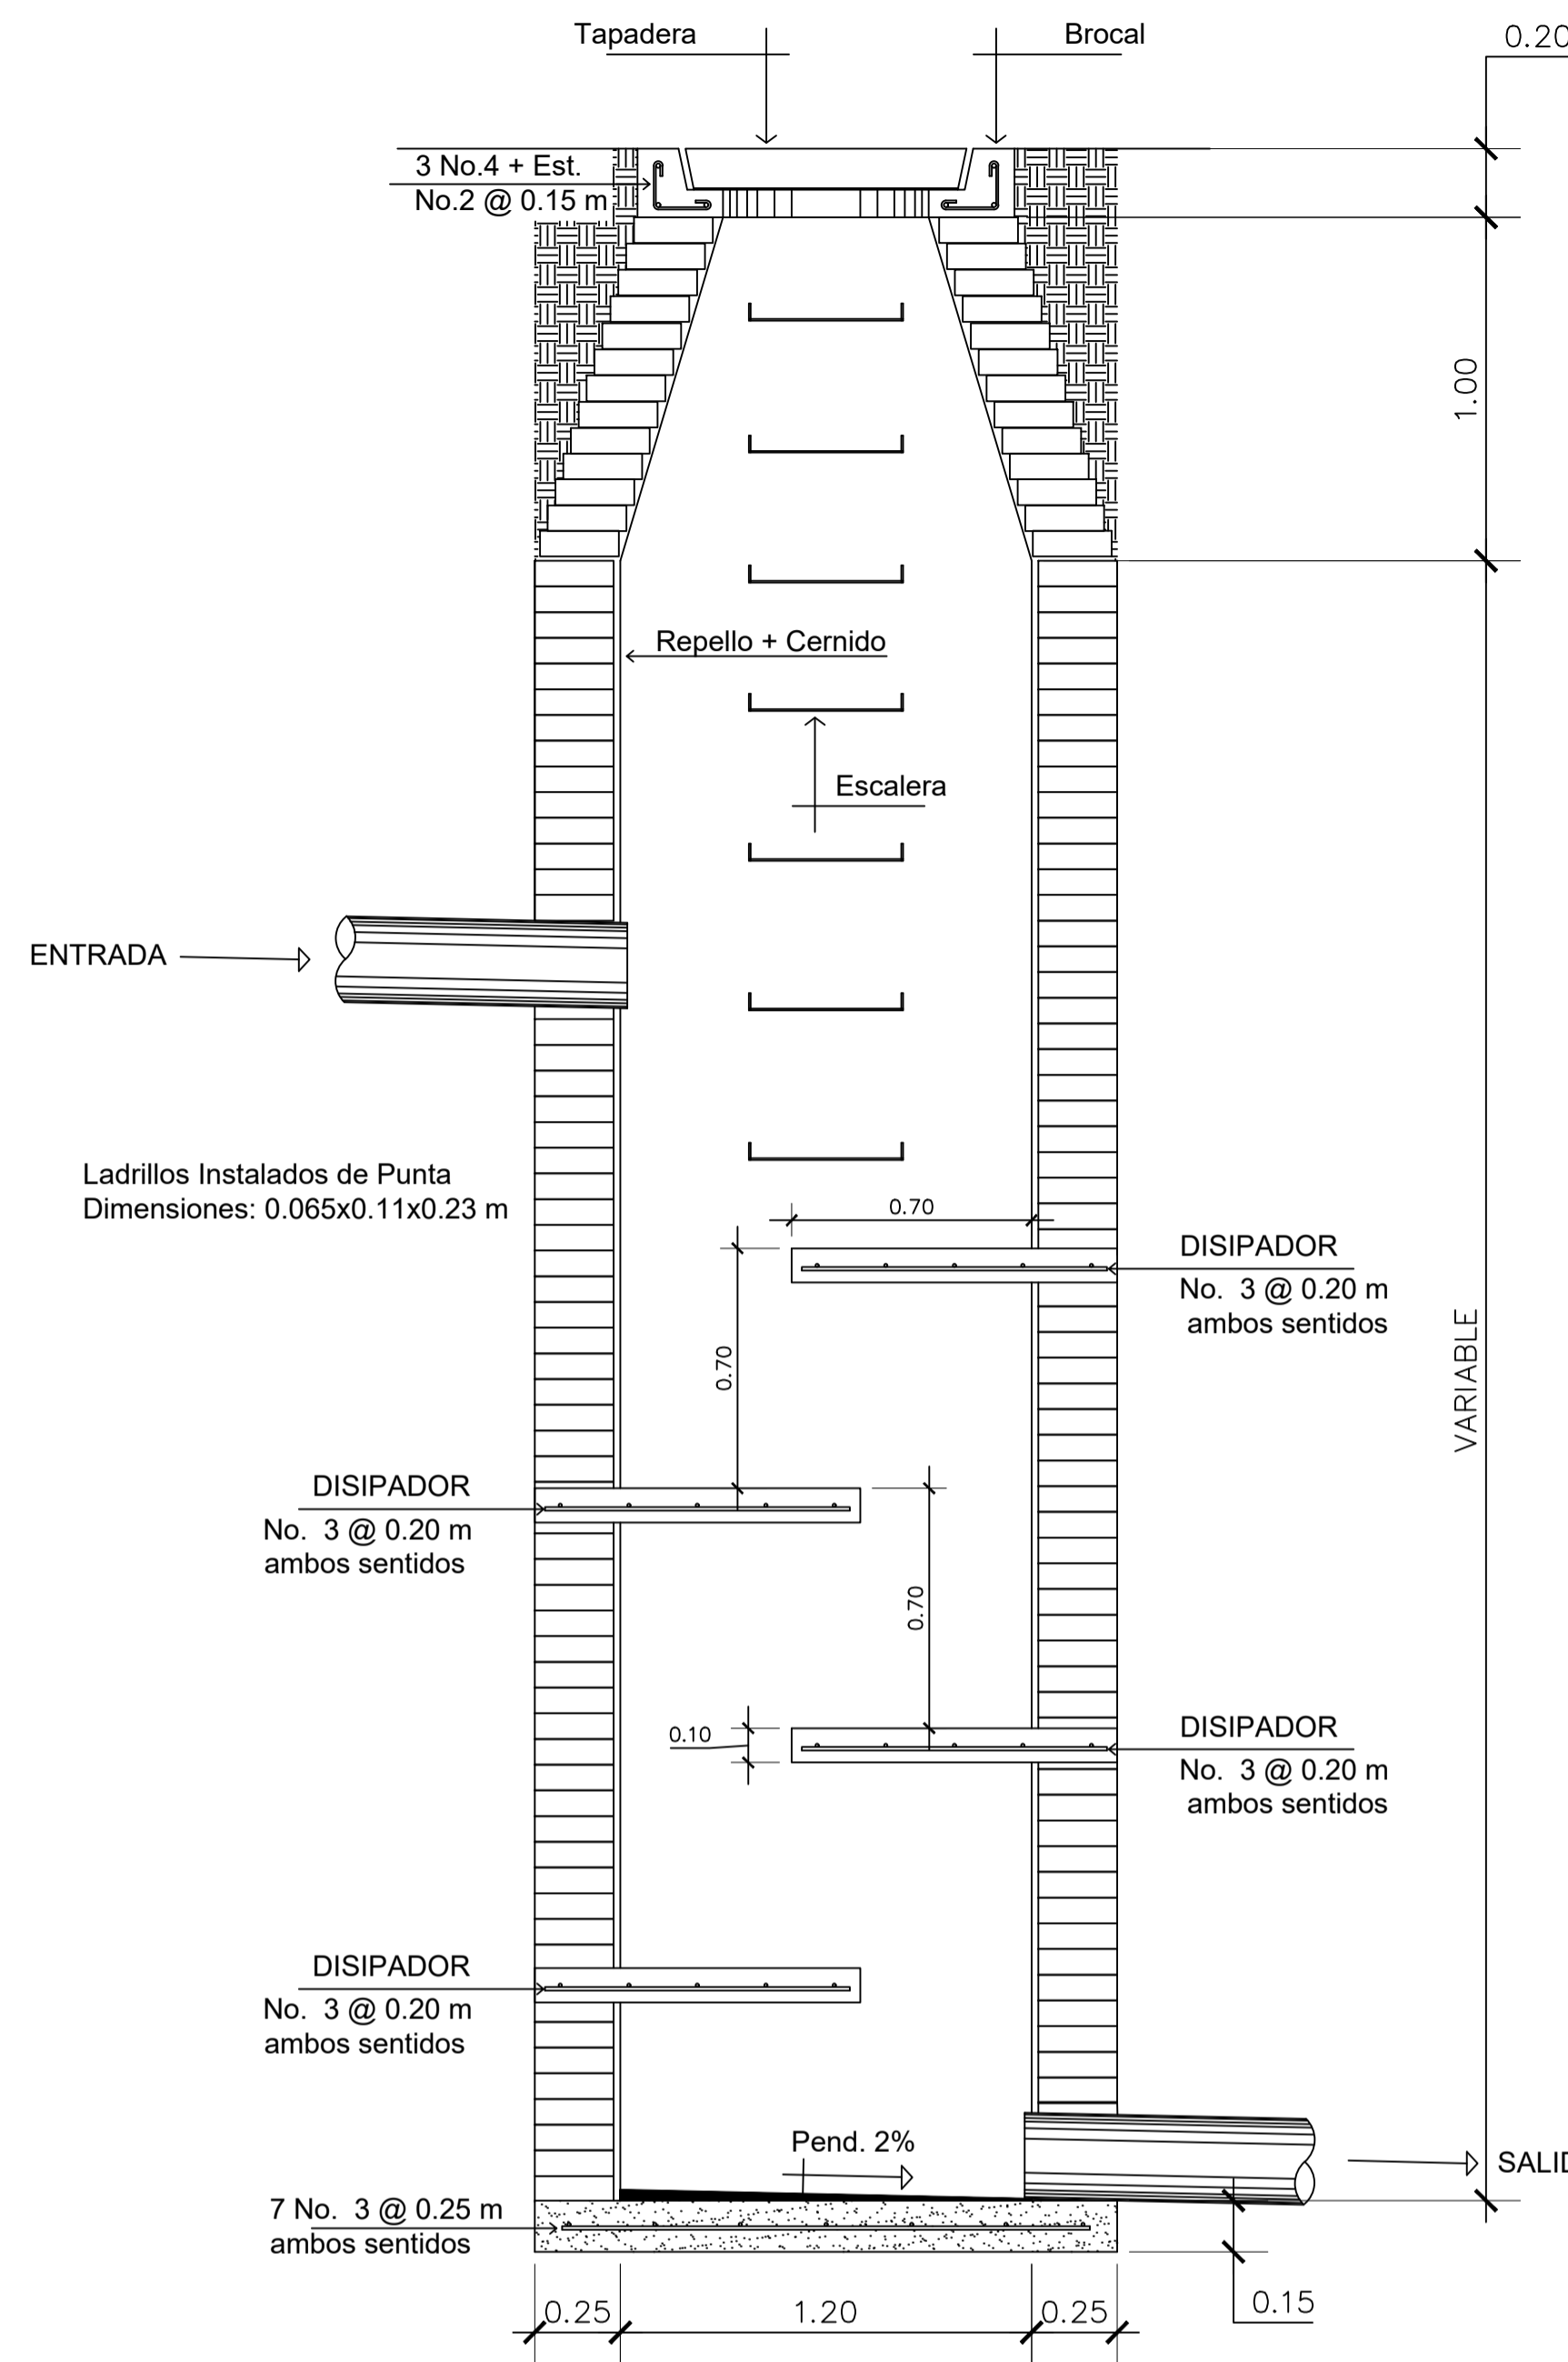 Tapadera
Brocal
0.20
3 No.4 + Est.
No.2 @ 0.15 m
1.00
Repello + Cernido
Escalera
ENTRADA
Ladrillos Instalados de Punta
Dimensiones: 0.065x0.11x0.23 m
0.70
DISIPADOR
No. 3 @ 0.20 m
ambos sentidos
0.70
VARIABLE
DISIPADOR
No. 3 @ 0.20 m
ambos sentidos
0.70
0.10
DISIPADOR
No. 3 @ 0.20 m
ambos sentidos
DISIPADOR
No. 3 @ 0.20 m
ambos sentidos
Pend. 2%
SALID
7 No. 3 @ 0.25 m
ambos sentidos
0.25
1.20
0.25
0.15